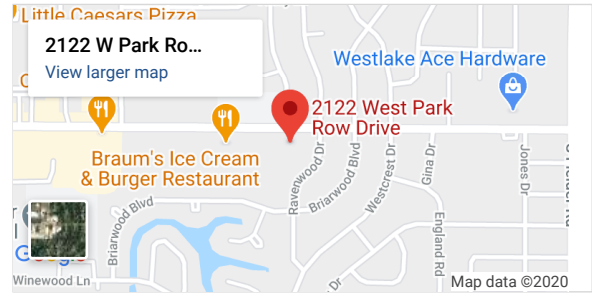 Little Caesars Pizza
2122 W Park Ro...
View larger map
Westlake Ace Hardware
2122 West Park
Row Drive
Braum's Ice Cream
& Burger Restaurant
Ravenwood Dr
Briarwood Blvd
Westcrest Dr
Gina Dr
Jones Dr
England Rd
Briarwood Blvd
Dr
Google
Winewood Ln
Map data ©2020